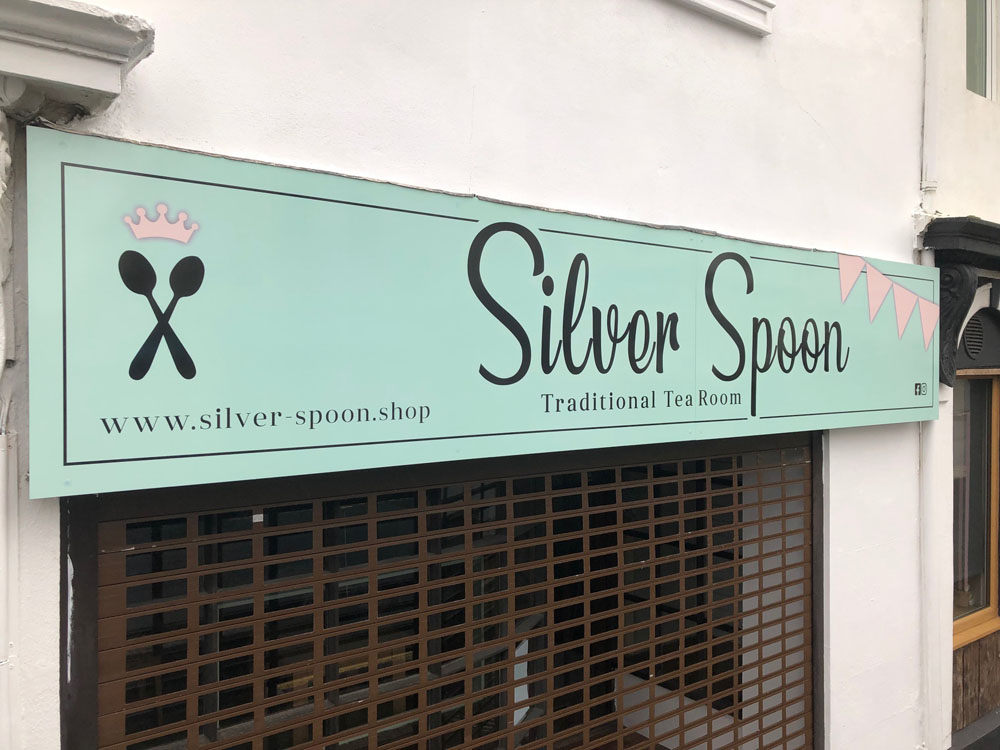 Silver Spoon
Traditional Tea Room
www.silver-spoon.shop